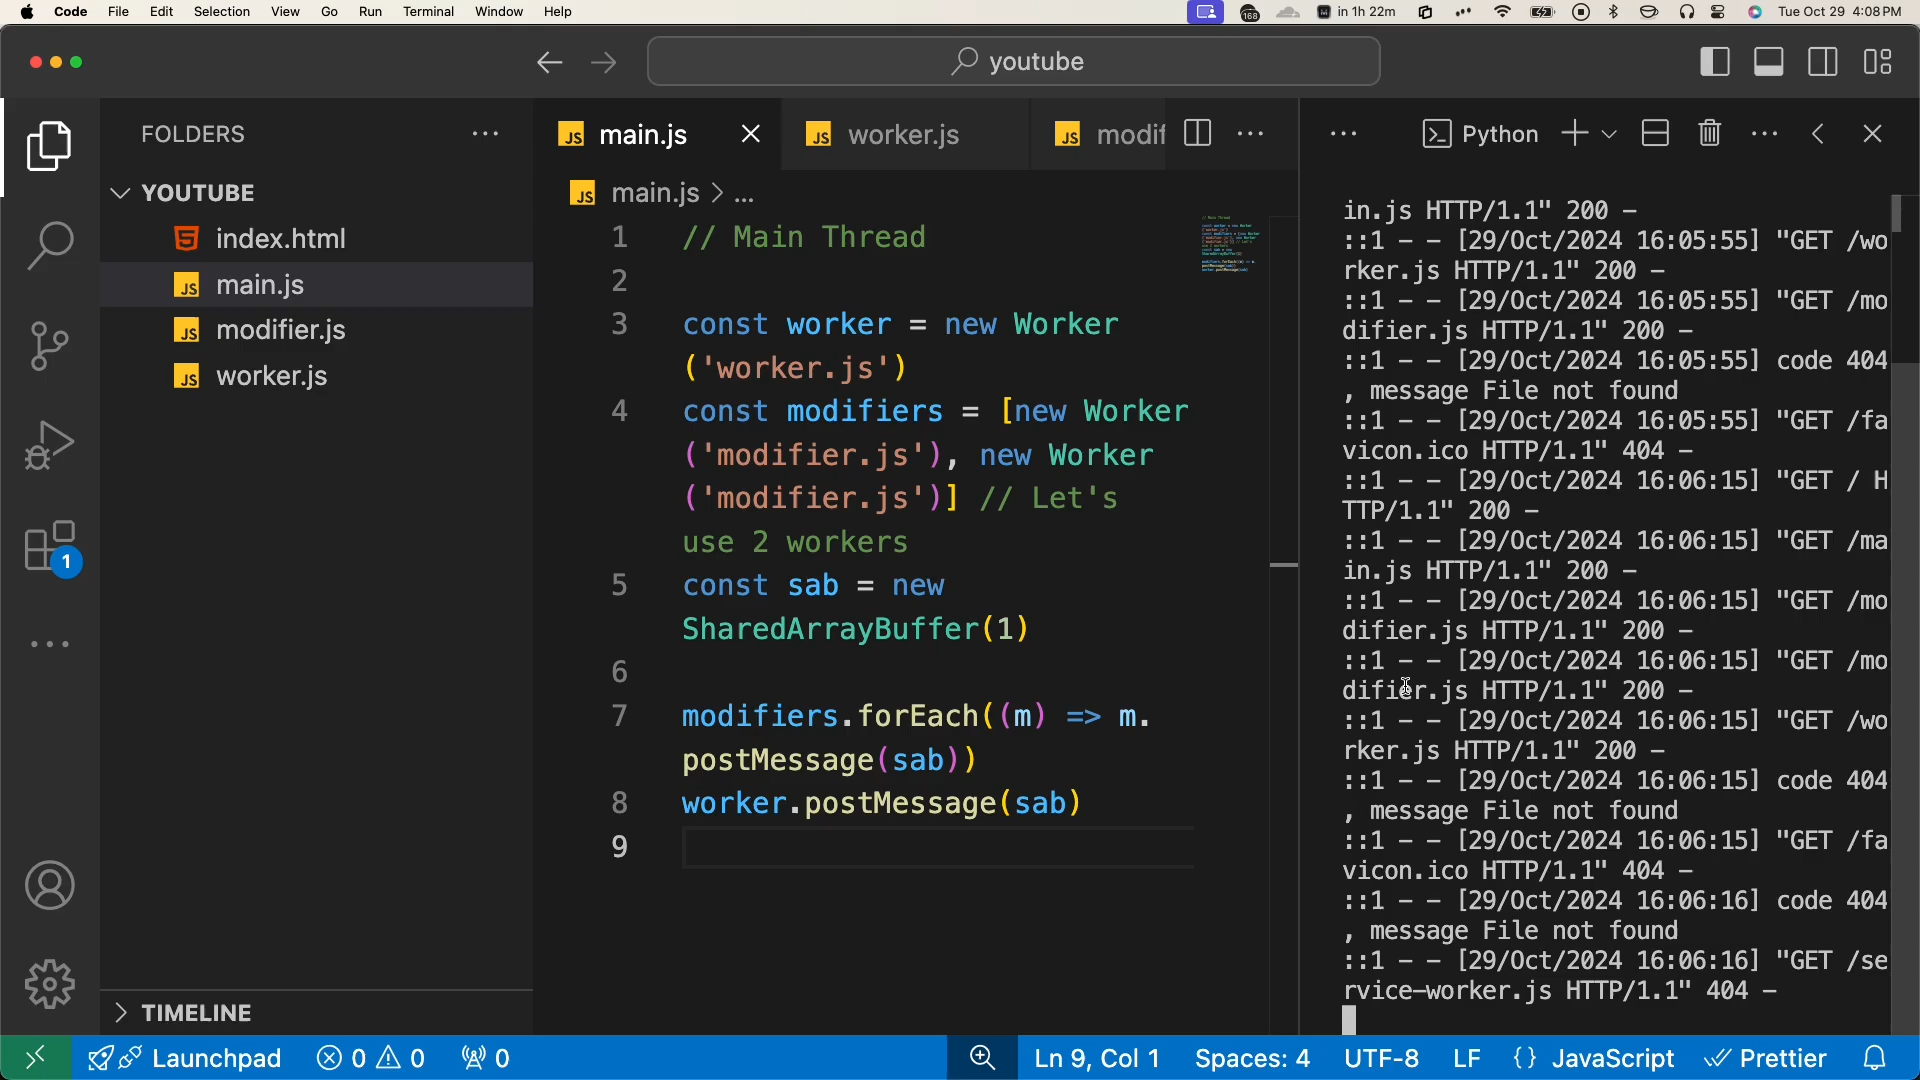 Code File Edit Selection View Go Run Terminal Window Help
168
in 1h 22m
Tue Oct 29 4:08 PM
youtube
FOLDERS
YOUTUBE
index.html
JS main.js
JS modifier.js
JS worker.js
1
TIMELINE
JS main.js
JS worker.js
JS modif
JS main.js > ...
1 // Main Thread
2
3 const worker = new Worker
('worker.js')
4 const modifiers = [new Worker
('modifier.js'), new Worker
('modifier.js')] // Let's
use 2 workers
5 const sab = new
SharedArrayBuffer(1)
6
7 modifiers.forEach((m) => m.
postMessage(sab))
8 worker.postMessage(sab)
9
Python
in.js HTTP/1.1" 200 -
::1 - - [29/Oct/2024 16:05:55] "GET /wo
rker.js HTTP/1.1" 200 -
::1 - - [29/Oct/2024 16:05:55] "GET /mo
difier.js HTTP/1.1" 200 -
::1 - - [29/Oct/2024 16:05:55] code 404
, message File not found
::1 - - [29/Oct/2024 16:05:55] "GET /fa
vicon.ico HTTP/1.1" 404 -
::1 - - [29/Oct/2024 16:06:15] "GET / H
TTP/1.1" 200 -
::1 - - [29/Oct/2024 16:06:15] "GET /ma
in.js HTTP/1.1" 200 -
::1 - - [29/Oct/2024 16:06:15] "GET /mo
difier.js HTTP/1.1" 200 -
::1 - - [29/Oct/2024 16:06:15] "GET /mo
difier.js HTTP/1.1" 200 -
::1 - - [29/Oct/2024 16:06:15] "GET /wo
rker.js HTTP/1.1" 200 -
::1 - - [29/Oct/2024 16:06:15] code 404
, message File not found
::1 - - [29/Oct/2024 16:06:15] "GET /fa
vicon.ico HTTP/1.1" 404 -
::1 - - [29/Oct/2024 16:06:16] code 404
, message File not found
::1 - - [29/Oct/2024 16:06:16] "GET /se
rvice-worker.js HTTP/1.1" 404 -
Launchpad 0 0 0 Ln 9, Col 1 Spaces: 4 UTF-8 LF {} JavaScript Prettier